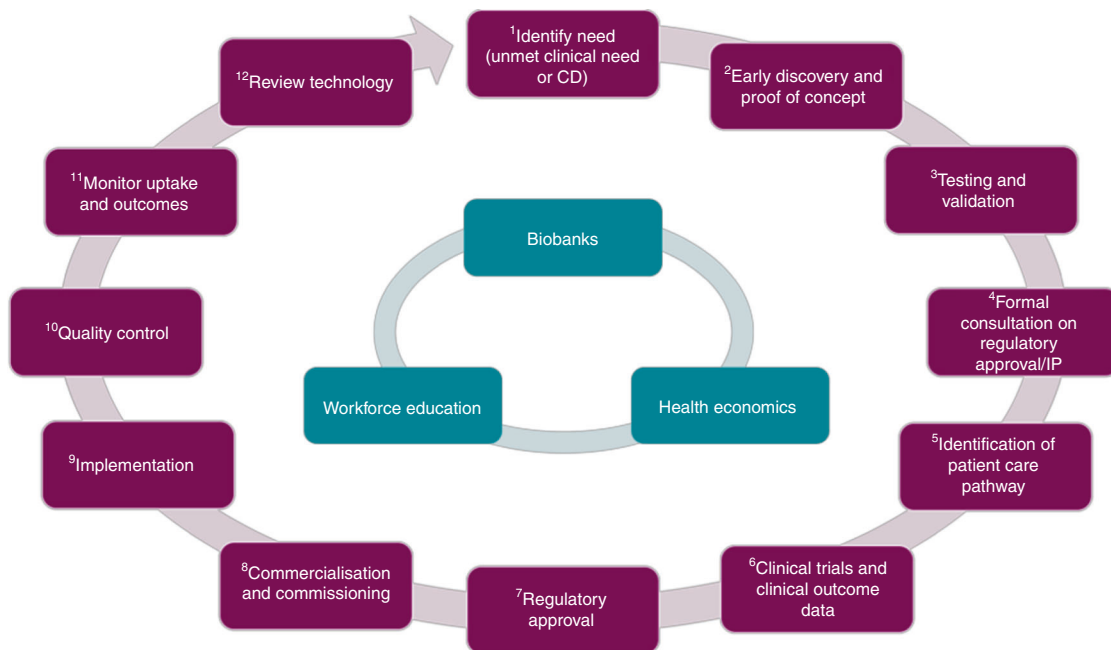 ¹Identify need
(unmet clinical need
or CD)
²Early discovery and
proof of concept
³Testing and
validation
⁴Formal
consultation on
regulatory
approval/IP
⁵Identification of
patient care
pathway
⁶Clinical trials and
clinical outcome
data
⁷Regulatory
approval
⁸Commercialisation
and commissioning
⁹Implementation
¹⁰Quality control
¹¹Monitor uptake
and outcomes
¹²Review technology
Biobanks
Health economics
Workforce education